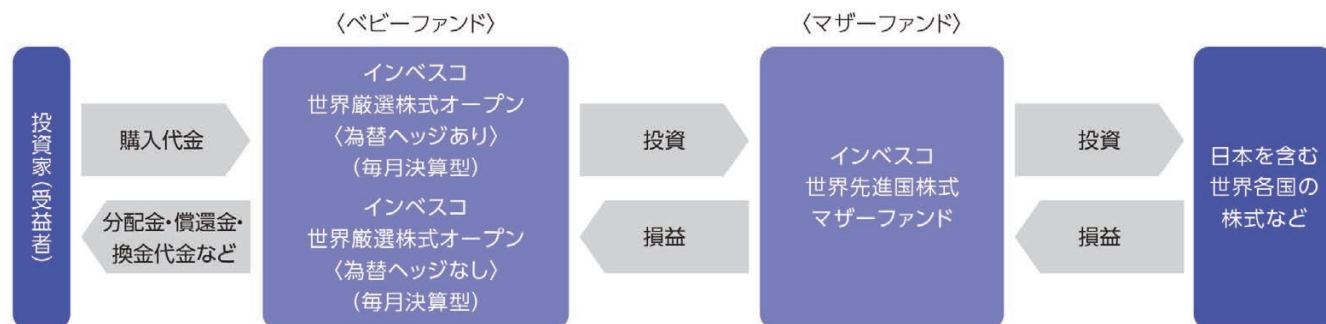 〈ベビーファンド〉
〈マザーファンド〉
投資家（受益者）
購入代金
分配金・償還金・
換金代金など
インベスコ
世界厳選株式オープン
〈為替ヘッジあり〉
（毎月決算型）
インベスコ
世界厳選株式オープン
〈為替ヘッジなし〉
（毎月決算型）
投資
損益
インベスコ
世界先進国株式
マザーファンド
投資
損益
日本を含む
世界各国の
株式など